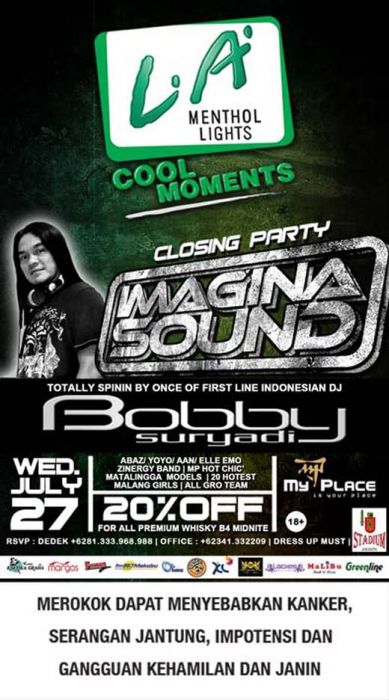 L.A.
MENTHOL
LIGHTS
COOL
MOMENTS
CLOSING PARTY
IMAGINA
SOUND
TOTALLY SPININ BY ONCE OF FIRST LINE INDONESIAN DJ
Bobby
suryadi
WED.
JULY
27
ABAZ/ YOYO/ AAN/ ELLE EMO
ZINERGY BAND | MP HOT CHIC'
MATALINGGA MODELS | 20 HOTEST
MALANG GIRLS | ALL GRO TEAM
20%OFF
FOR ALL PREMIUM WHISKY B4 MIDNITE
MY PLACE
is your place
18+
STADIUM
RSVP : DEDEK +6281.333.968.988 | OFFICE : +62341.332209 | DRESS UP MUST |
margos
XL
MALIBU
Greenline
MEROKOK DAPAT MENYEBABKAN KANKER,
SERANGAN JANTUNG, IMPOTENSI DAN
GANGGUAN KEHAMILAN DAN JANIN